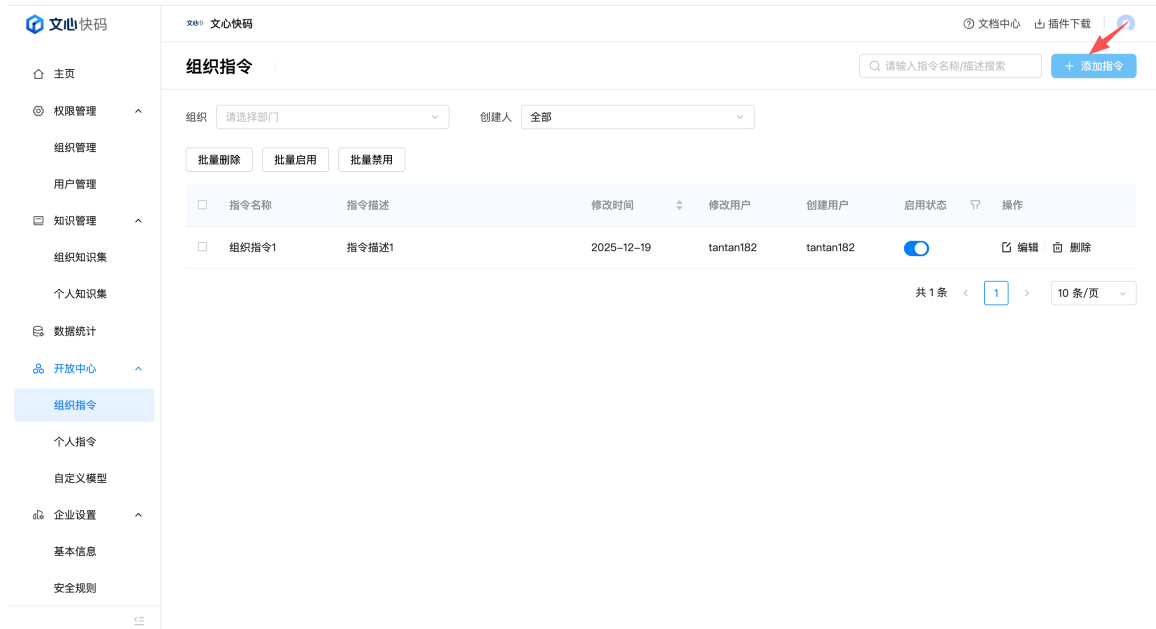 文心快码
文心快码 文心快码
文档中心 插件下载
主页
权限管理
组织管理
用户管理
知识管理
组织知识集
个人知识集
数据统计
开放中心
组织指令
个人指令
自定义模型
企业设置
基本信息
安全规则
组织指令
请输入指令名称/描述搜索
+ 添加指令
组织 请选择部门 创建人 全部
批量删除 批量启用 批量禁用
指令名称 指令描述 修改时间 修改用户 创建用户 启用状态 操作
组织指令1 指令描述1 2025-12-19 tantan182 tantan182 编辑 删除
共 1 条 < 1 > 10 条/页